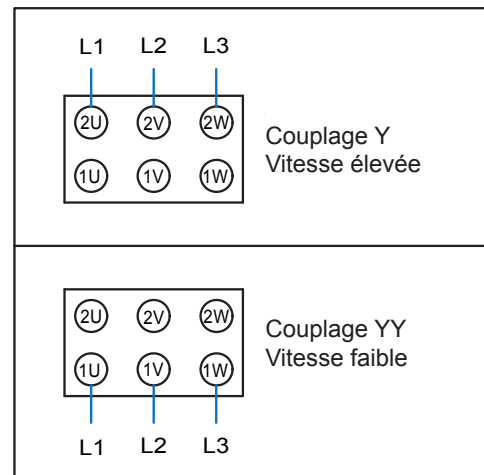 L1 L2 L3
2U 2V 2W
1U 1V 1W
Couplage Y
Vitesse élevée
2U 2V 2W
1U 1V 1W
Couplage YY
Vitesse faible
L1 L2 L3